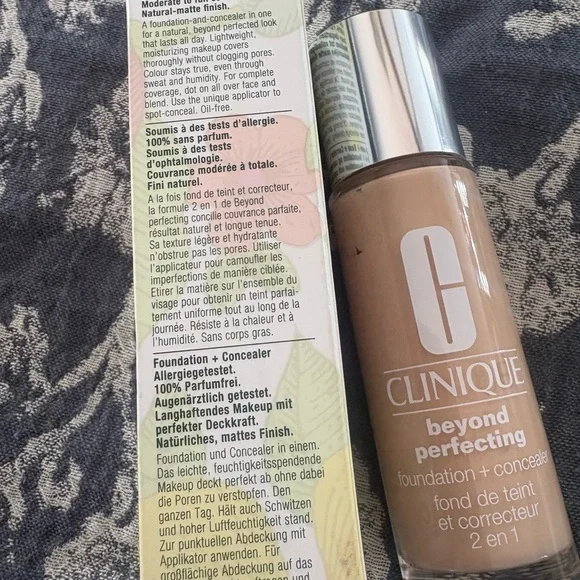 Moderate to full
Natural-matte finish.
A foundation-and-concealer in one
for a natural, beyond perfected look
that lasts all day. Lightweight,
moisturizing makeup covers
thoroughly without clogging pores.
Colour stays true, even through
sweat and humidity. For complete
coverage, dot on all over face and
blend. Use the unique applicator to
spot-conceal. Oil-free.
Soumis à des tests d'allergie.
100% sans parfum.
Soumis à des tests
d'ophtalmologie.
Couvrance modérée à totale.
Fini naturel.
A la fois fond de teint et correcteur,
la formule 2 en 1 de Beyond
perfecting concilie couvrance parfaite,
résultat naturel et longue tenue.
Sa texture légère et hydratante
n'obstrue pas les pores. Utiliser
l'applicateur pour camoufler les
imperfections de manière ciblée.
Etirer la matière sur l'ensemble du
visage pour obtenir un teint parfai-
tement uniforme tout au long de la
journée. Résiste à la chaleur et à
l'humidité. Sans corps gras.
Foundation + Concealer
Allergiegetestet.
100% Parfumfrei.
Augenärztlich getestet.
Langhaftendes Makeup mit
perfekter Deckkraft.
Natürliches, mattes Finish.
Foundation und Concealer in einem.
Das leichte, feuchtigkeitsspendende
Makeup deckt perfekt ab ohne dabei
die Poren zu verstopfen. Den
ganzen Tag. Hält auch Schwitzen
und hoher Luftfeuchtigkeit stand.
Zur punktuellen Abdeckung mit
Applikator anwenden. Für
großflächige Abdeckung auf das
C
CLINIQUE
beyond
perfecting
foundation + concealer
fond de teint
et correcteur
2 en 1